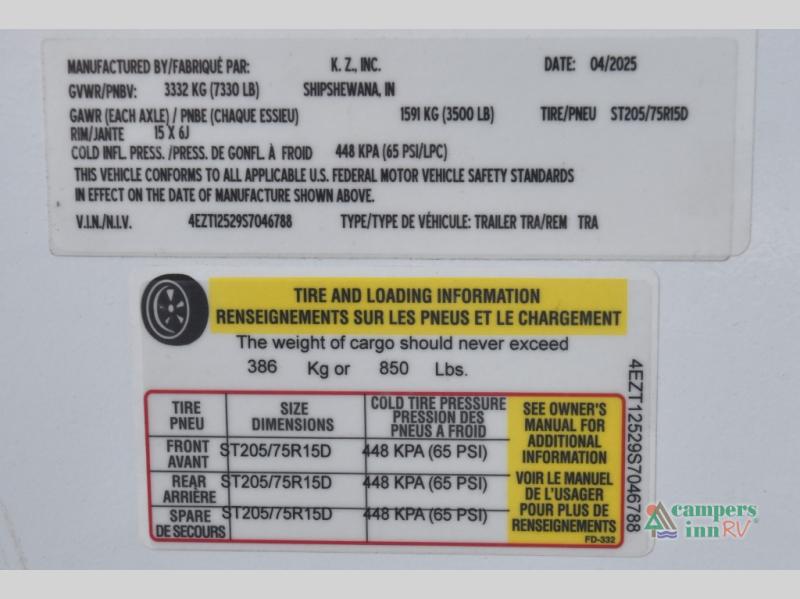 MANUFACTURED BY/FABRIQUÉ PAR: K. Z., INC. DATE: 04/2025
GVWR/PNBV: 3332 KG (7330 LB) SHIPSHEWANA, IN
GAWR (EACH AXLE) / PNBE (CHAQUE ESSIEU) 1591 KG (3500 LB) TIRE/PNEU ST205/75R15D
RIM/JANTE 15 X 6J
COLD INFL. PRESS. /PRESS. DE GONFL. À FROID 448 KPA (65 PSI/LPC)
THIS VEHICLE CONFORMS TO ALL APPLICABLE U.S. FEDERAL MOTOR VEHICLE SAFETY STANDARDS
IN EFFECT ON THE DATE OF MANUFACTURE SHOWN ABOVE.
V.I.N./N.I.V. 4EZT12529S7046788 TYPE/TYPE DE VÉHICULE: TRAILER TRA/REM TRA
TIRE AND LOADING INFORMATION
RENSEIGNEMENTS SUR LES PNEUS ET LE CHARGEMENT
The weight of cargo should never exceed
386 Kg or 850 Lbs.
TIRE
PNEU
SIZE
DIMENSIONS
COLD TIRE PRESSURE
PRESSION DES
PNEUS A FROID
FRONT
AVANT
ST205/75R15D 448 KPA (65 PSI)
REAR
ARRIÈRE
ST205/75R15D 448 KPA (65 PSI)
SPARE
DE SECOURS
ST205/75R15D 448 KPA (65 PSI)
SEE OWNER'S
MANUAL FOR
ADDITIONAL
INFORMATION
VOIR LE MANUEL
DE L'USAGER
POUR PLUS DE
RENSEIGNEMENTS
FD-332
4EZT12529S7046788
campers
inn RV®